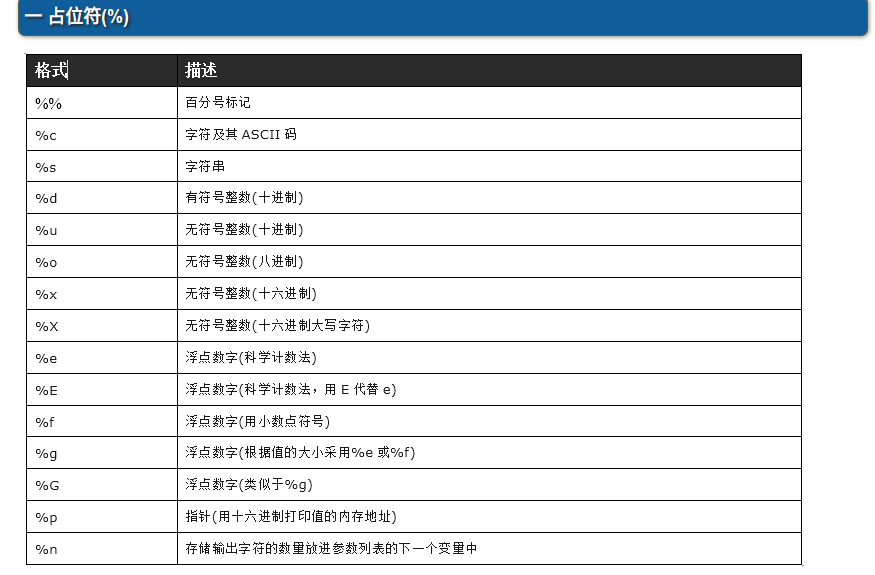 一 占位符(%)
格式 描述
%% 百分号标记
%c 字符及其 ASCII 码
%s 字符串
%d 有符号整数(十进制)
%u 无符号整数(十进制)
%o 无符号整数(八进制)
%x 无符号整数(十六进制)
%X 无符号整数(十六进制大写字符)
%e 浮点数字(科学计数法)
%E 浮点数字(科学计数法，用 E 代替 e)
%f 浮点数字(用小数点符号)
%g 浮点数字(根据值的大小采用%e 或%f)
%G 浮点数字(类似于%g)
%p 指针(用十六进制打印值的内存地址)
%n 存储输出字符的数量放进参数列表的下一个变量中